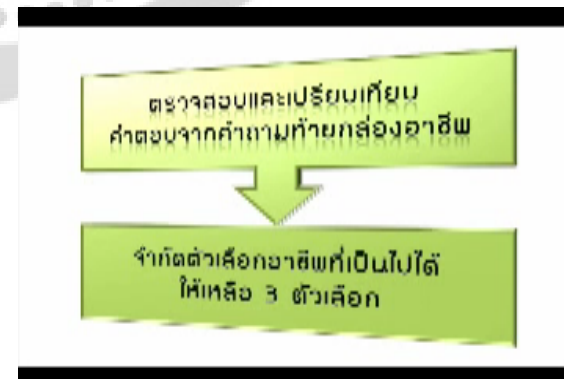 ตรวจสอบและเปรียบเทียบ
คำตอบจากคำถามท้ายกล่องอาชีพ
จำกัดตัวเลือกอาชีพที่เป็นไปได้
ให้เหลือ 3 ตัวเลือก